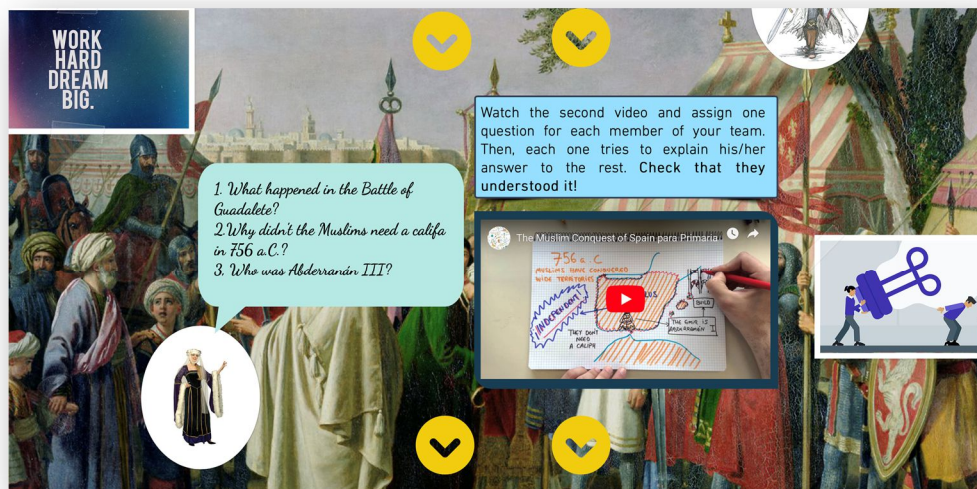 WORK
HARD
DREAM
BIG.
1. What happened in the Battle of
Guadalete?
2.Why didn't the Muslims need a califa
in 756 a.C.?
3. Who was Abderranán III?
Watch the second video and assign one
question for each member of your team.
Then, each one tries to explain his/her
answer to the rest. Check that they
understood it!
The Muslim Conquest of Spain para Primaria
756 a.C
MUSLIMS HAVE CONQUERED
WIDE TERRITORIES
¡INDEPENDENT!
THEY DON'T
NEED
A CALIPH
BUILD
THE EMIR IS
ABDERRAMÁN I